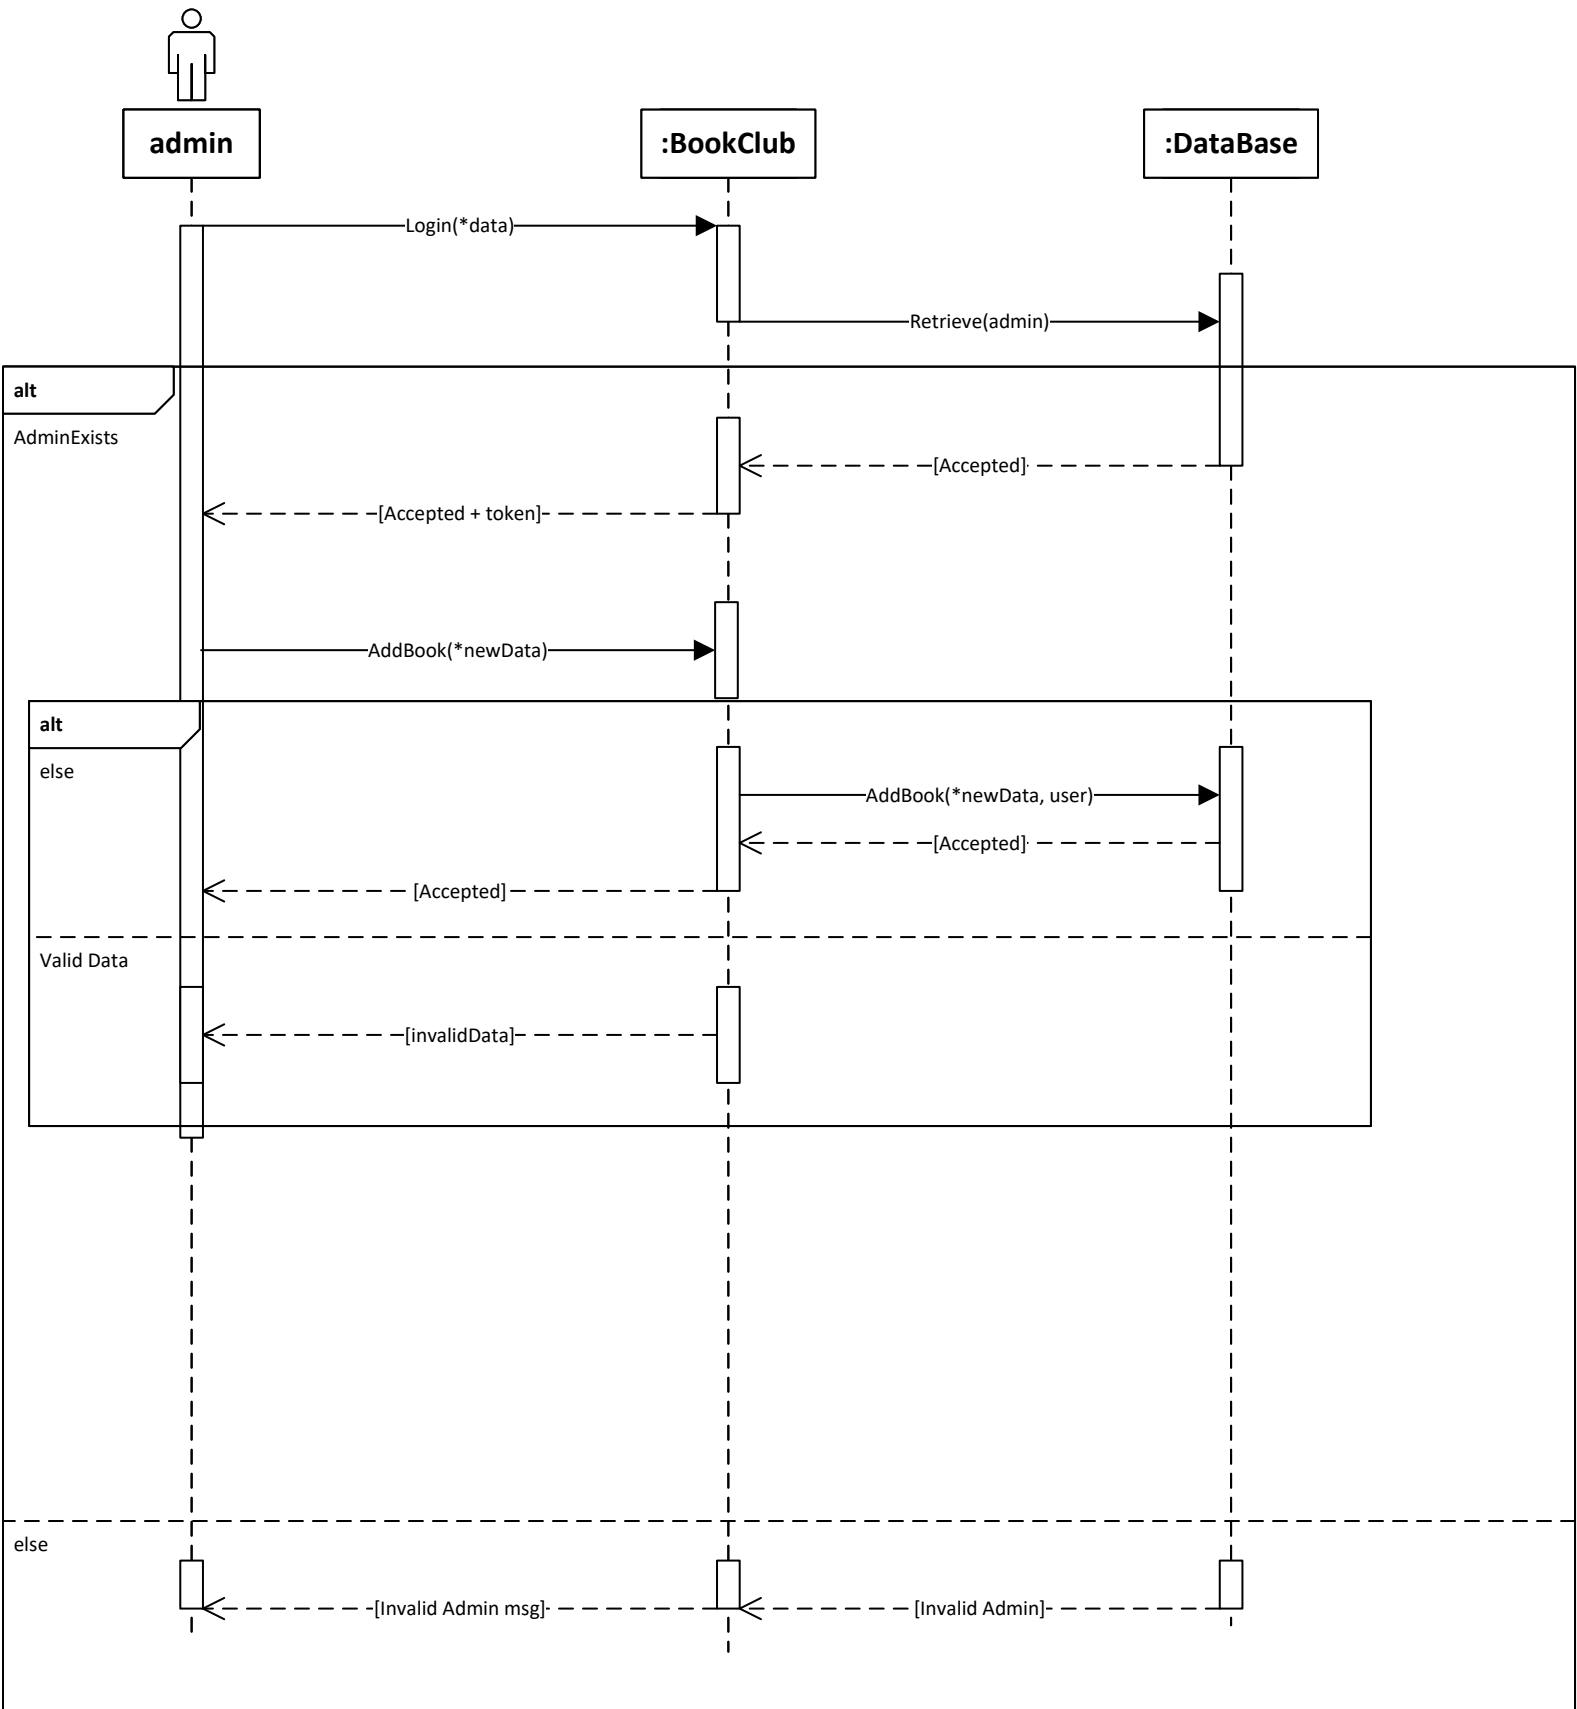 admin
:BookClub
:DataBase
Login(*data)
Retrieve(admin)
alt
AdminExists
[Accepted]
[Accepted + token]
AddBook(*newData)
alt
else
AddBook(*newData, user)
[Accepted]
[Accepted]
Valid Data
[invalidData]
else
[Invalid Admin msg]
[Invalid Admin]